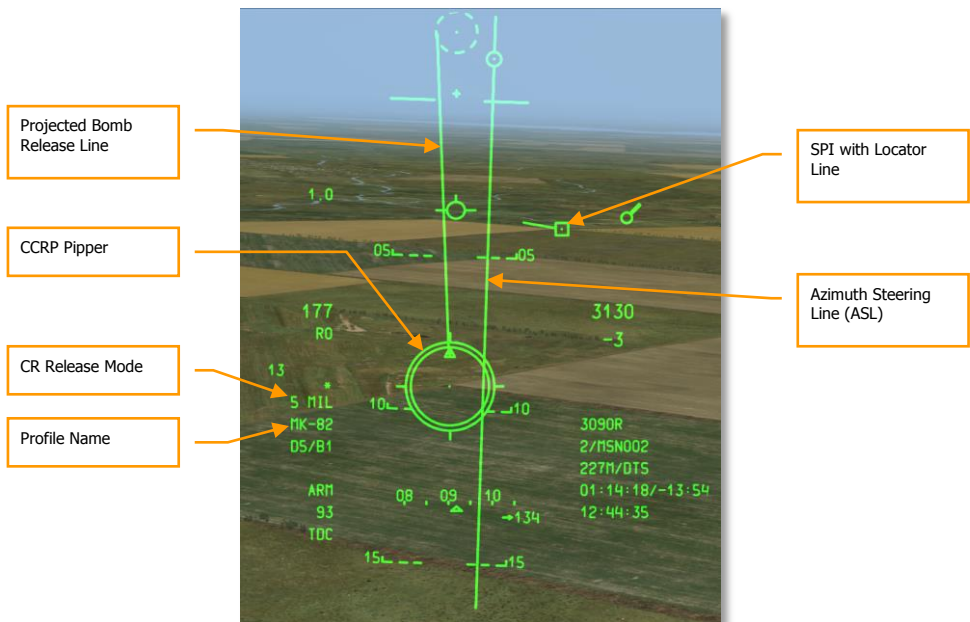 Projected Bomb
Release Line
CCRP Pipper
CR Release Mode
Profile Name
SPI with Locator
Line
Azimuth Steering
Line (ASL)
1.0
05 05
177 3130
RO -3
13
*
5 MIL
10 10
MK-82 3090R
D5/B1 2/MSN002
227M/DTS
ARM 08 09 10 01:14:18/-13:54
93 →134 12:44:35
TDC
15 15